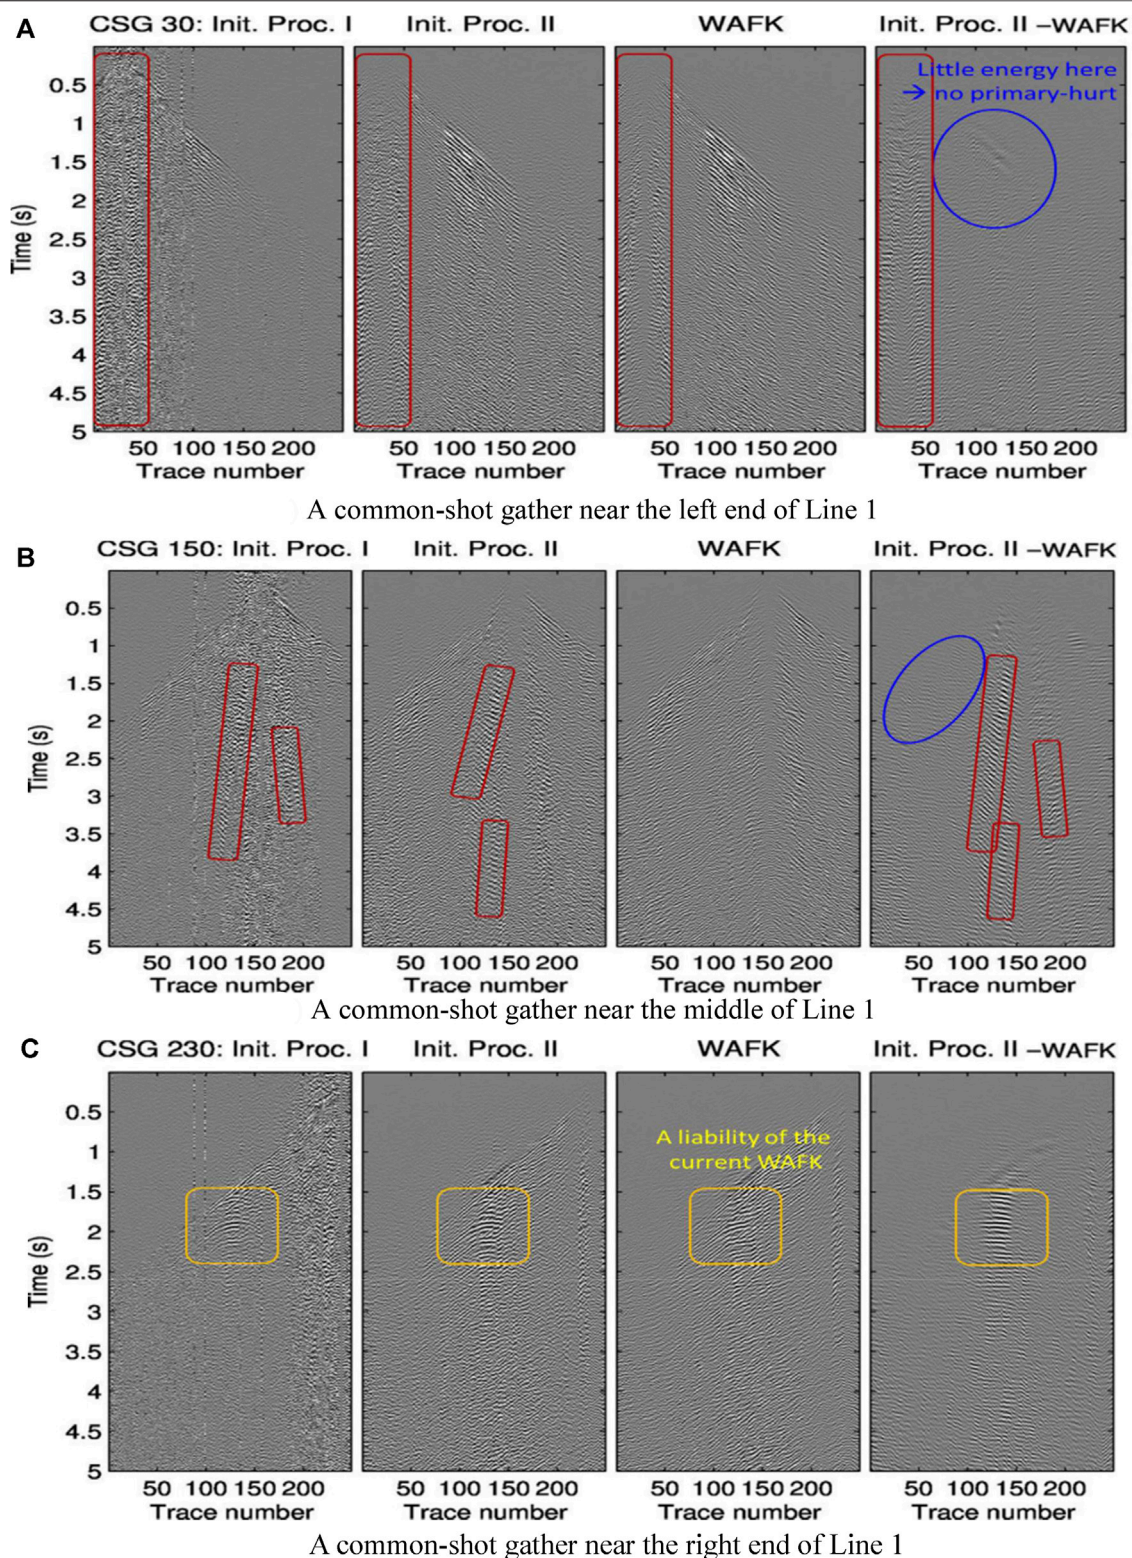 A
CSG 30: Init. Proc. I
Init. Proc. II
WAFK
Init. Proc. II –WAFK
Little energy here
→ no primary-hurt
0.5
1
1.5
2
2.5
3
3.5
4
4.5
5
Time (s)
50 100 150 200
50 100 150 200
50 100 150 200
50 100 150 200
Trace number
Trace number
Trace number
Trace number
A common-shot gather near the left end of Line 1
B
CSG 150: Init. Proc. I
Init. Proc. II
WAFK
Init. Proc. II –WAFK
0.5
1
1.5
2
2.5
3
3.5
4
4.5
5
Time (s)
50 100 150 200
50 100 150 200
50 100 150 200
50 100 150 200
Trace number
Trace number
Trace number
Trace number
A common-shot gather near the middle of Line 1
C
CSG 230: Init. Proc. I
Init. Proc. II
WAFK
Init. Proc. II –WAFK
A liability of the
current WAFK
0.5
1
1.5
2
2.5
3
3.5
4
4.5
5
Time (s)
50 100 150 200
50 100 150 200
50 100 150 200
50 100 150 200
Trace number
Trace number
Trace number
Trace number
A common-shot gather near the right end of Line 1